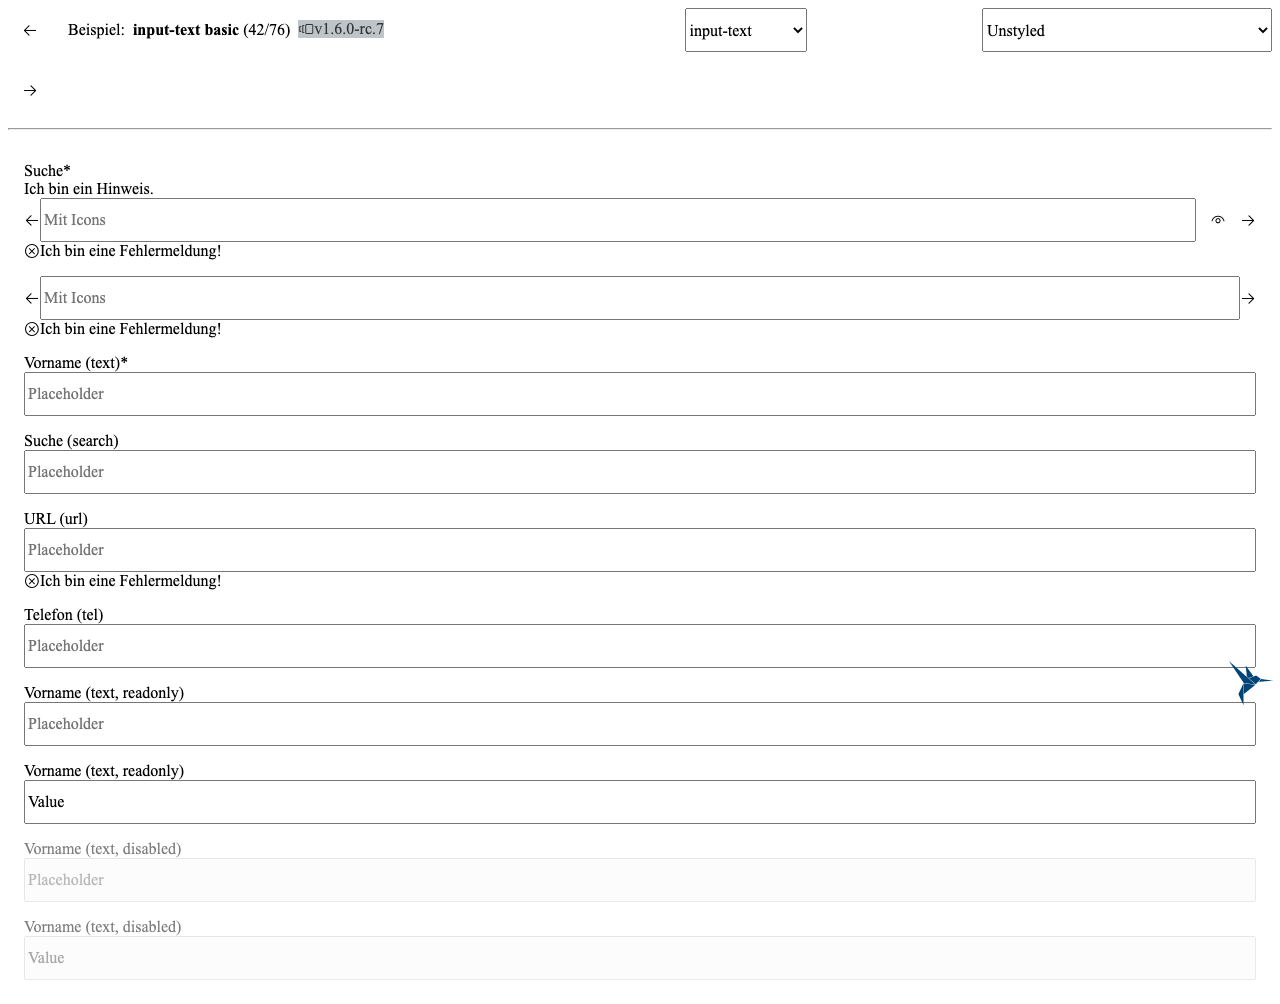 Beispiel: input-text basic (42/76) v1.6.0-rc.7 input-text Unstyled
Suche*
Ich bin ein Hinweis.
Mit Icons
Ich bin eine Fehlermeldung!
Mit Icons
Ich bin eine Fehlermeldung!
Vorname (text)*
Placeholder
Suche (search)
Placeholder
URL (url)
Placeholder
Ich bin eine Fehlermeldung!
Telefon (tel)
Placeholder
Vorname (text, readonly)
Placeholder
Vorname (text, readonly)
Value
Vorname (text, disabled)
Placeholder
Vorname (text, disabled)
Value